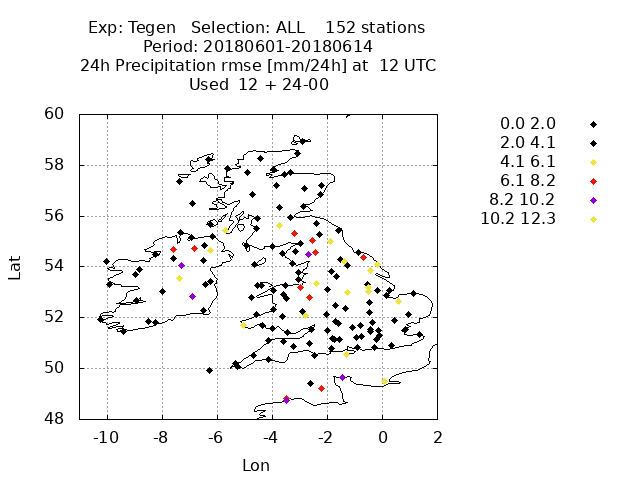 Exp: Tegen   Selection: ALL    152 stations
Period: 20180601-20180614
24h Precipitation rmse [mm/24h] at  12 UTC
Used  12 + 24-00
0.0 2.0
2.0 4.1
4.1 6.1
6.1 8.2
8.2 10.2
10.2 12.3
60
58
56
54
52
50
48
Lat
-10 -8 -6 -4 -2 0 2
Lon